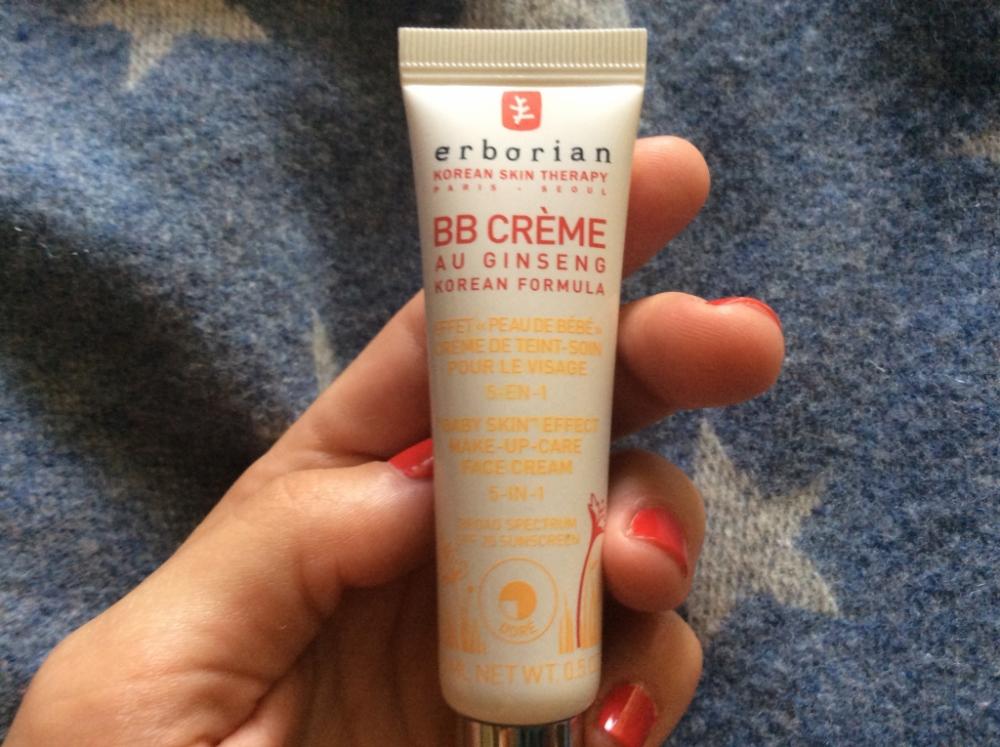 erborian
KOREAN SKIN THERAPY
PARIS - SEOUL
BB CRÈME
AU GINSENG
KOREAN FORMULA
EFFET « PEAU DE BÉBÉ »
CRÈME DE TEINT-SOIN
POUR LE VISAGE
5-EN-1
"BABY SKIN" EFFECT
MAKE-UP-CARE
FACE CREAM
5-IN-1
BROAD SPECTRUM
SUNSCREEN
DORÉ
NET WT. 0.5